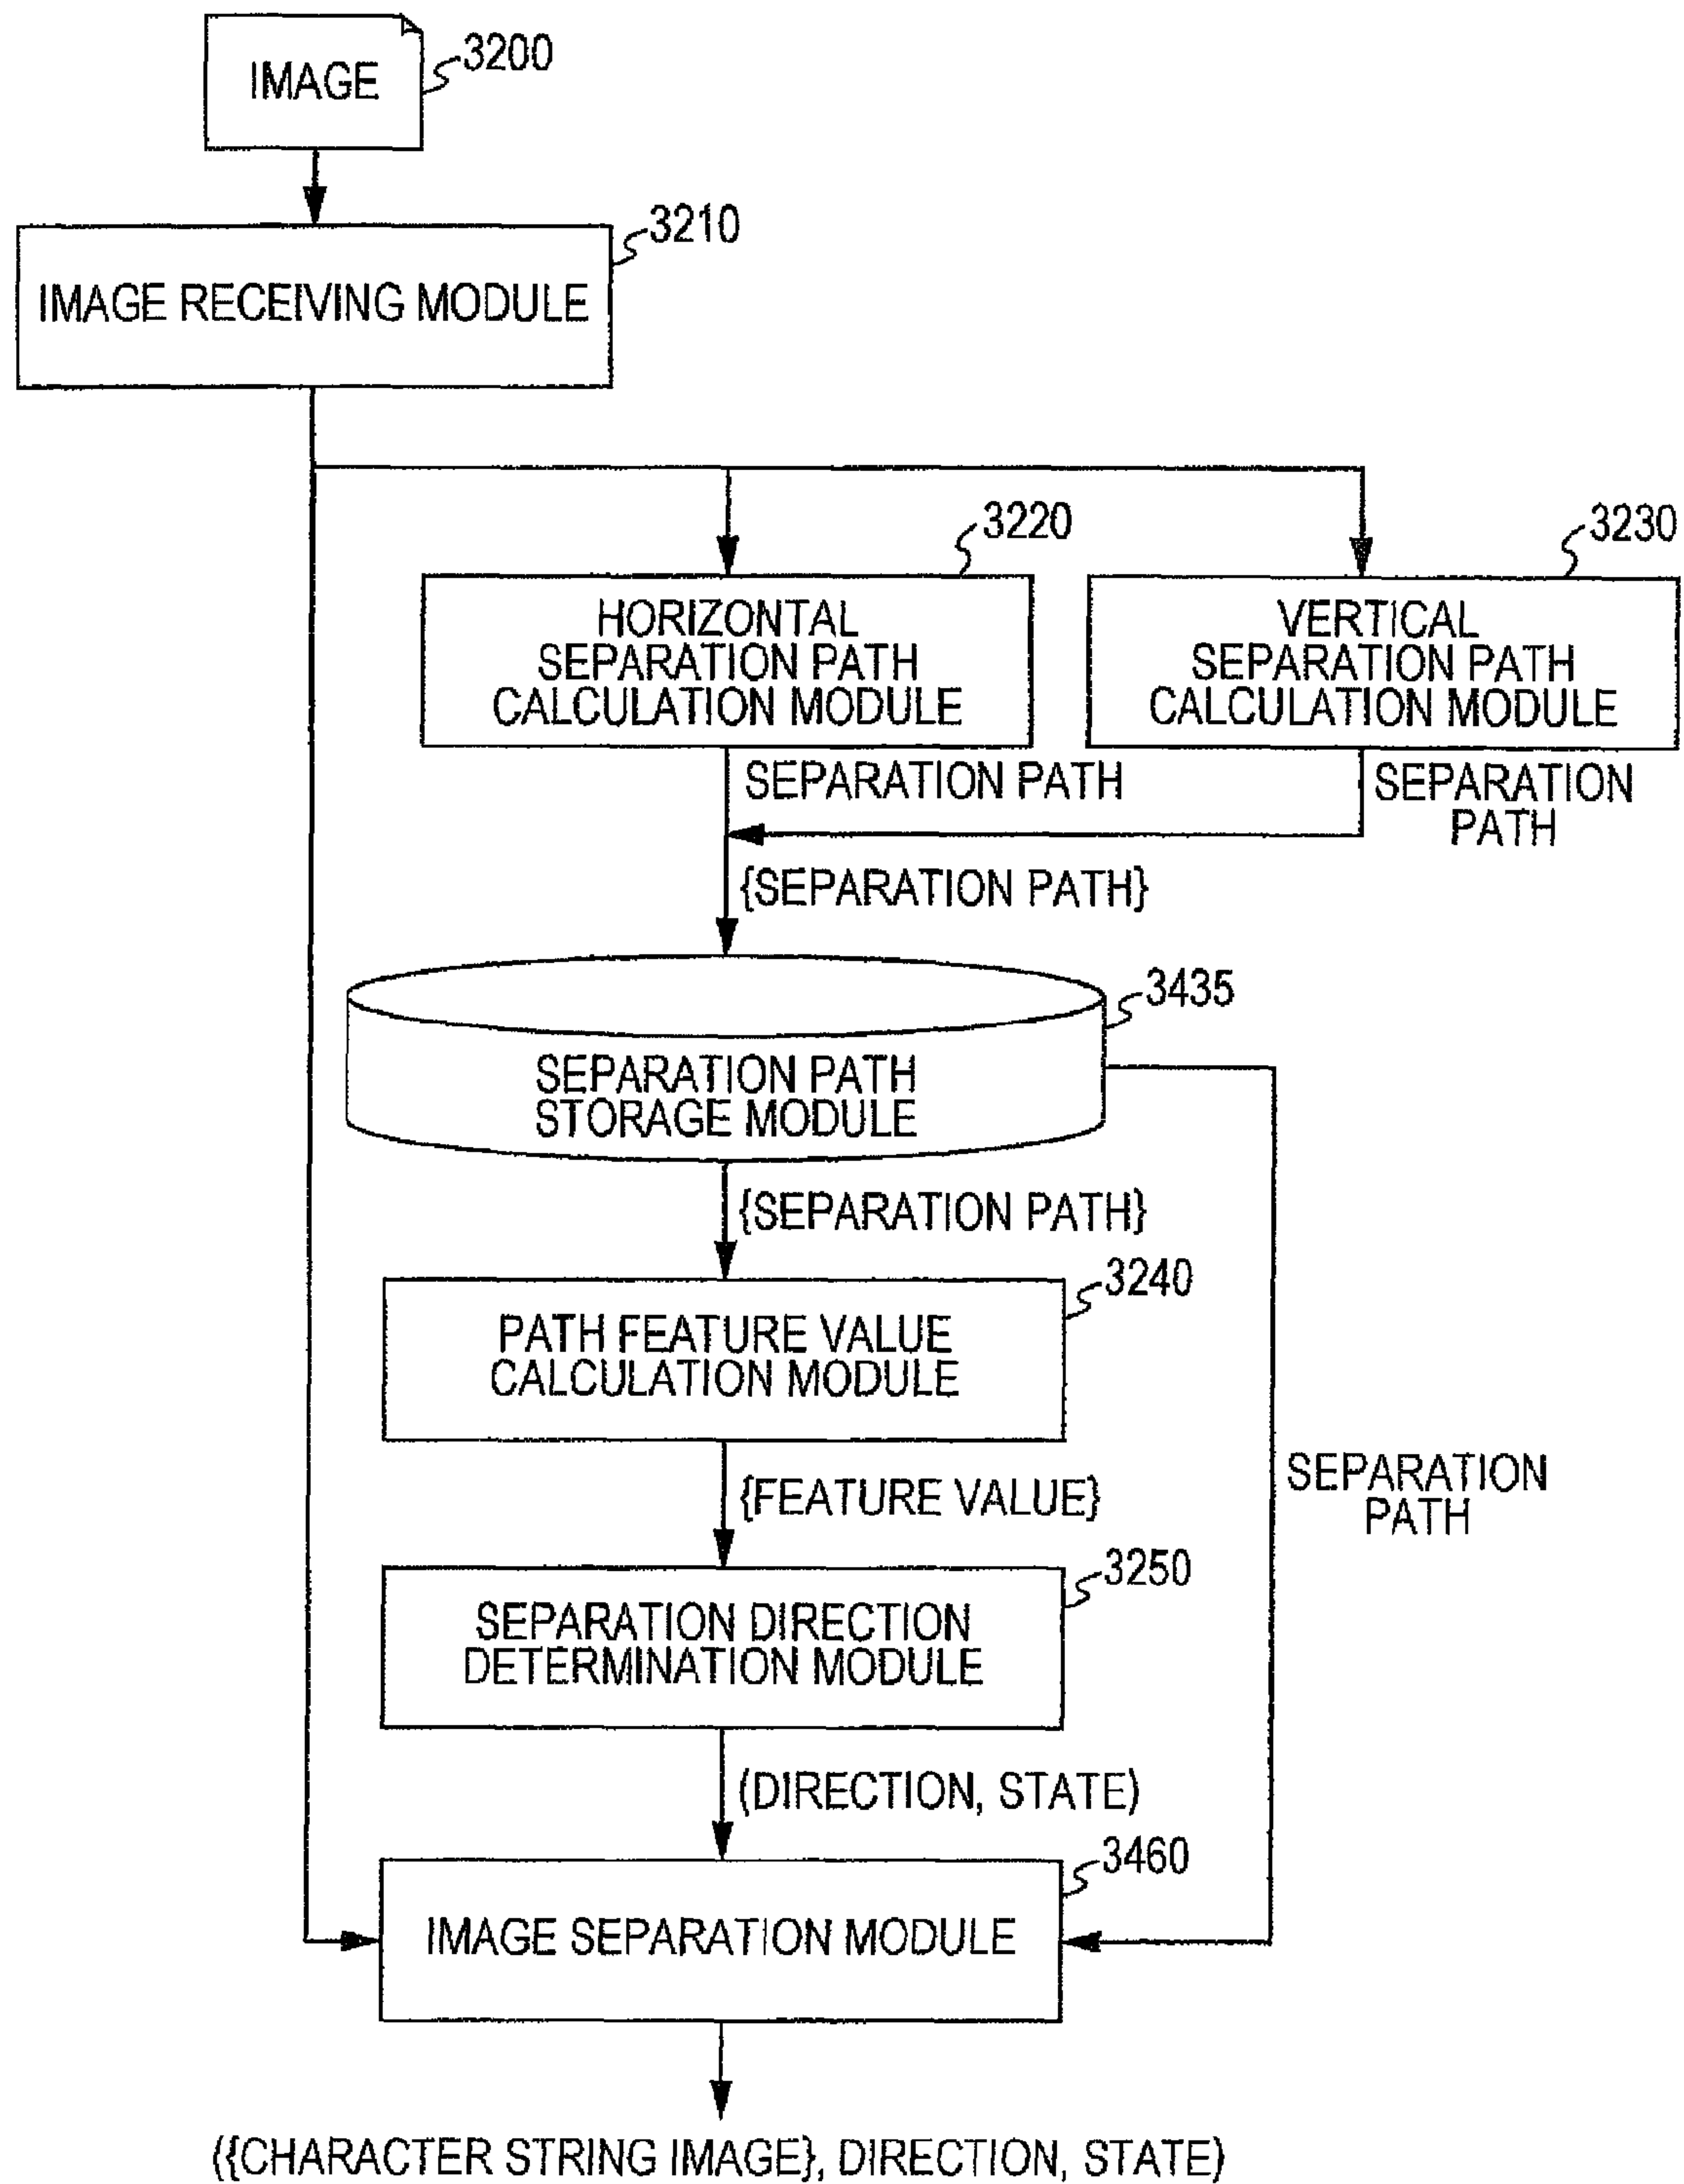 IMAGE
3200
3210
IMAGE RECEIVING MODULE
3220
3230
HORIZONTAL
SEPARATION PATH
CALCULATION MODULE
VERTICAL
SEPARATION PATH
CALCULATION MODULE
SEPARATION PATH
SEPARATION
PATH
{SEPARATION PATH}
3435
SEPARATION PATH
STORAGE MODULE
{SEPARATION PATH}
3240
PATH FEATURE VALUE
CALCULATION MODULE
SEPARATION
PATH
{FEATURE VALUE}
3250
SEPARATION DIRECTION
DETERMINATION MODULE
(DIRECTION, STATE)
3460
IMAGE SEPARATION MODULE
({CHARACTER STRING IMAGE}, DIRECTION, STATE)